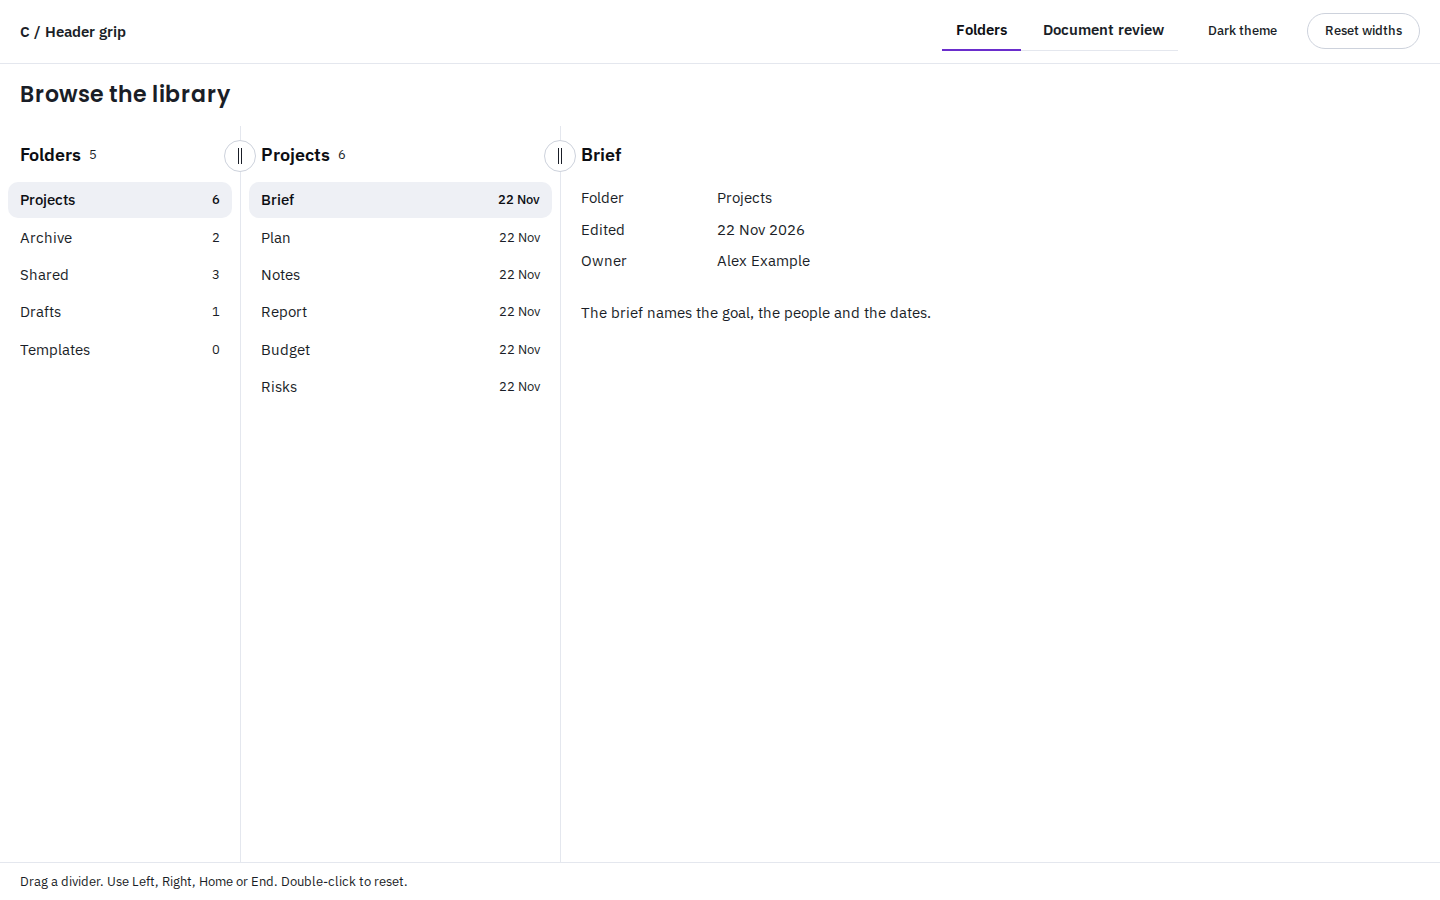 C / Header grip
Folders Document review Dark theme Reset widths
Browse the library
Folders 5
Projects 6
Archive 2
Shared 3
Drafts 1
Templates 0
Projects 6
Brief 22 Nov
Plan 22 Nov
Notes 22 Nov
Report 22 Nov
Budget 22 Nov
Risks 22 Nov
Brief
Folder Projects
Edited 22 Nov 2026
Owner Alex Example
The brief names the goal, the people and the dates.
Drag a divider. Use Left, Right, Home or End. Double-click to reset.